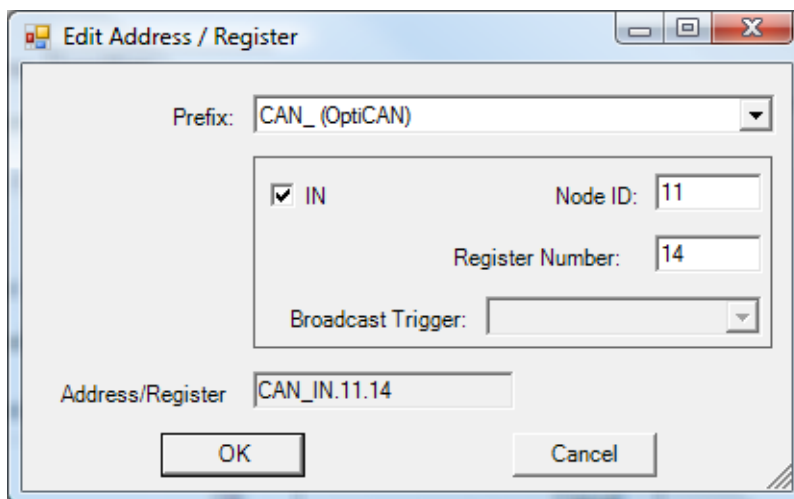 Edit Address / Register
Prefix: CAN_ (OptiCAN)
IN Node ID: 11
Register Number: 14
Broadcast Trigger:
Address/Register CAN_IN.11.14
OK Cancel